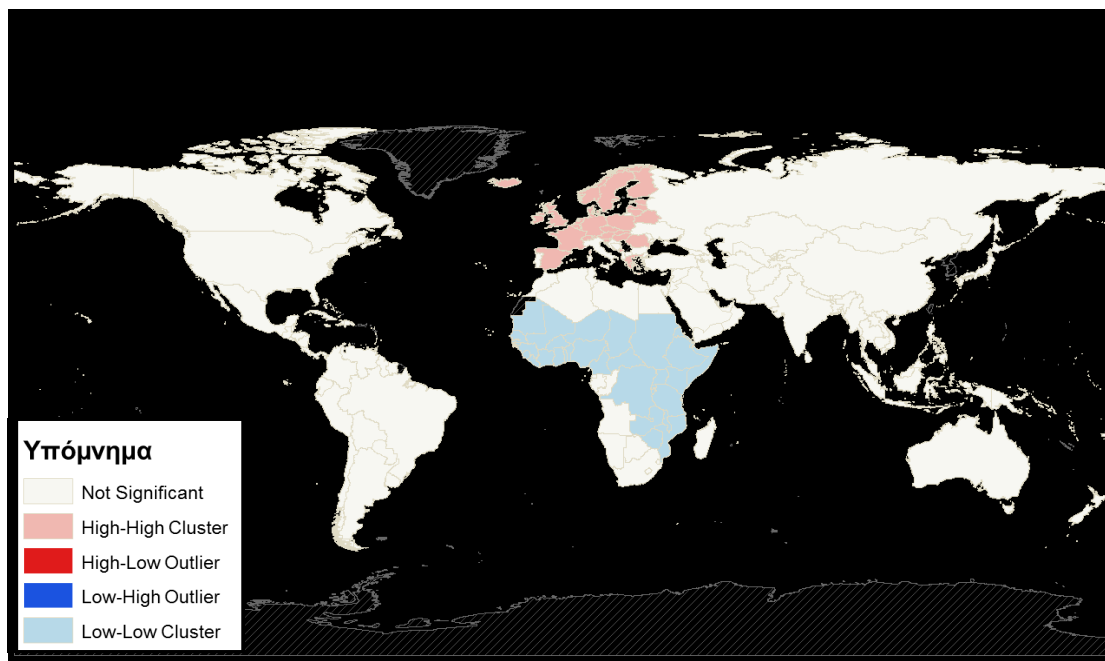 Υπόμνημα
Not Significant
High-High Cluster
High-Low Outlier
Low-High Outlier
Low-Low Cluster